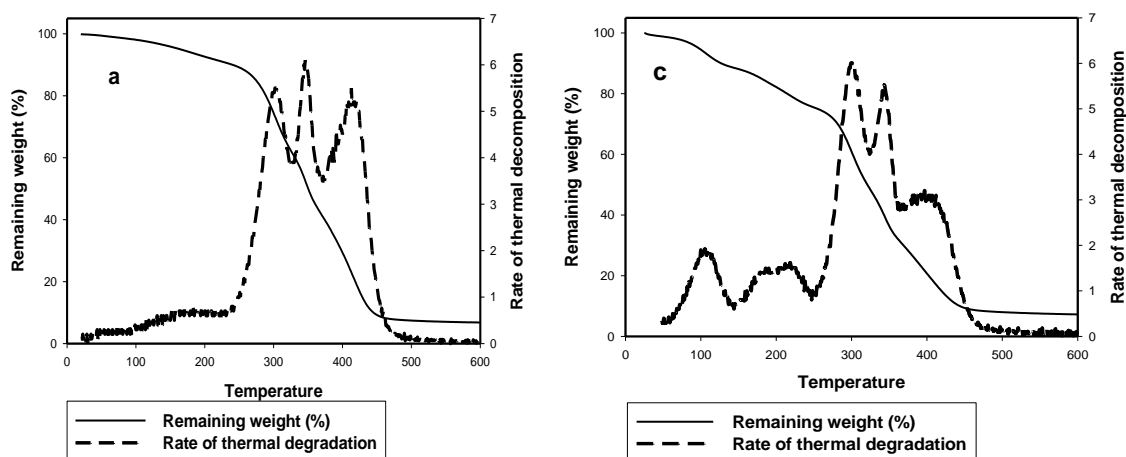 a
Remaining weight (%)
100
80
60
40
20
0
7
6
5
4
3
2
1
0
Rate of thermal decomposition
0 100 200 300 400 500 600
Temperature
Remaining weight (%)
Rate of thermal degradation
c
Remaining weight (%)
100
80
60
40
20
0
7
6
5
4
3
2
1
0
Rate of thermal decomposition
0 100 200 300 400 500 600
Temperature
Remaining weight (%)
Rate of thermal degradation